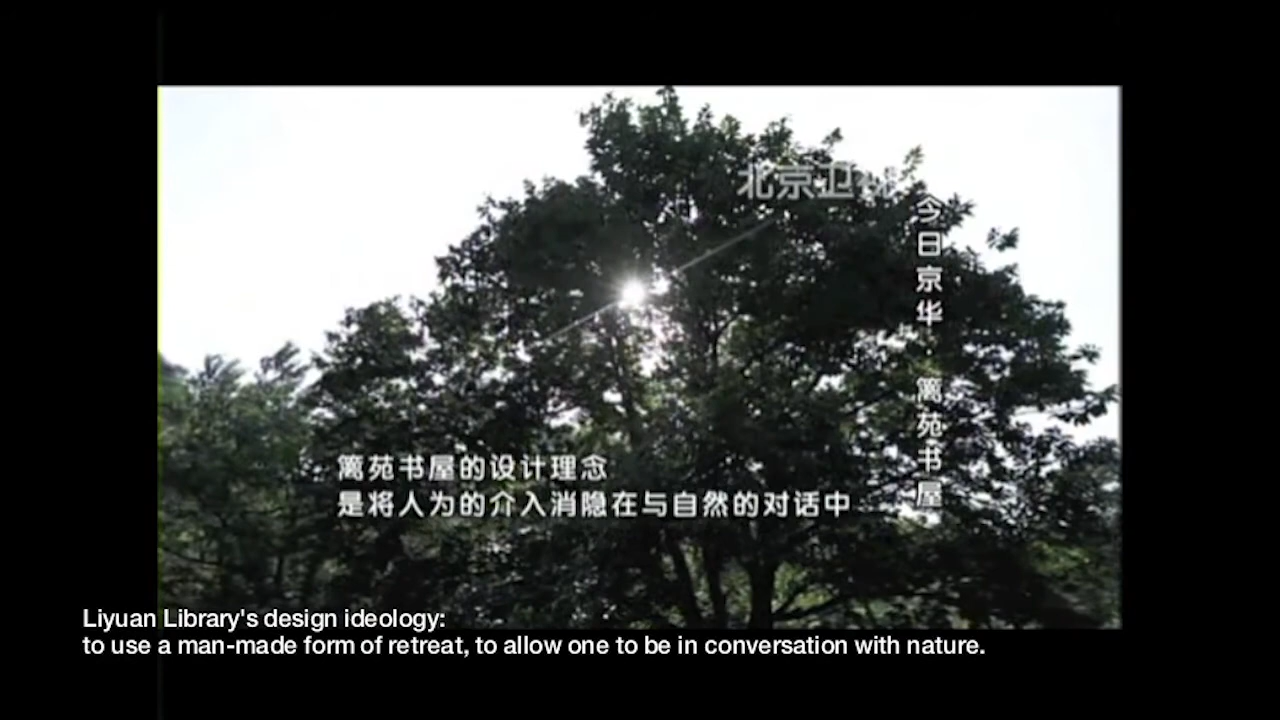 北京卫视
今日京华·篱苑书屋
篱苑书屋的设计理念
是将人为的介入消隐在与自然的对话中
Liyuan Library's design ideology:
to use a man-made form of retreat, to allow one to be in conversation with nature.